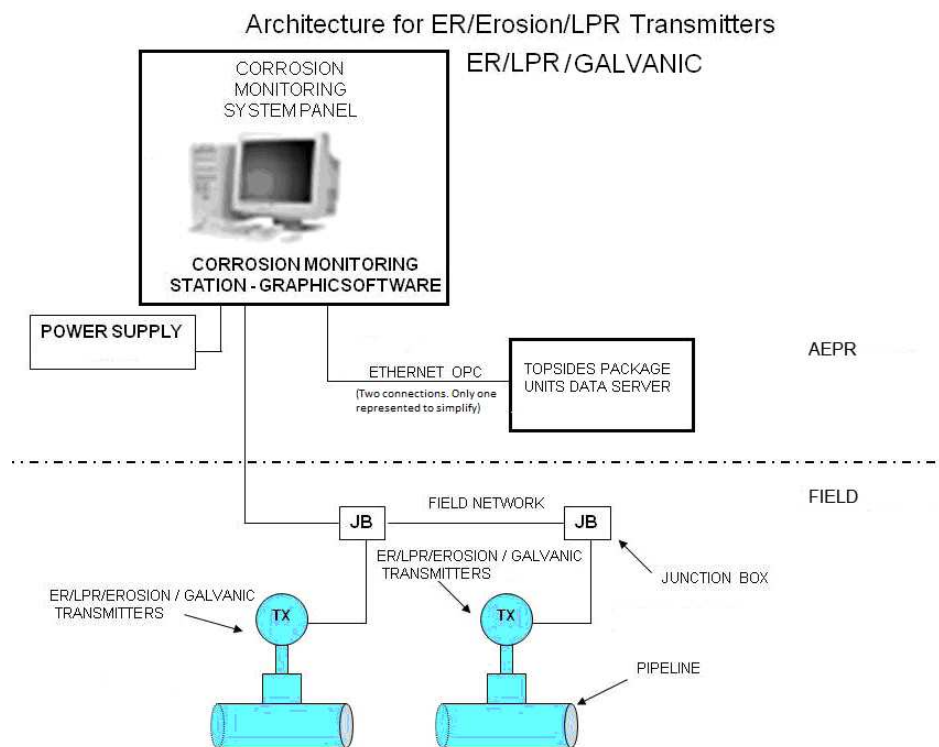 Architecture for ER/Erosion/LPR Transmitters
ER/LPR/GALVANIC
CORROSION
MONITORING
SYSTEM PANEL
CORROSION MONITORING
STATION - GRAPHICSOFTWARE
POWER SUPPLY
ETHERNET OPC
(Two connections. Only one
represented to simplify)
TOPSIDES PACKAGE
UNITS DATA SERVER
AEPR
FIELD
JB
FIELD NETWORK
JB
JUNCTION BOX
ER/LPR/EROSION / GALVANIC
TRANSMITTERS
ER/LPR/EROSION / GALVANIC
TRANSMITTERS
TX
TX
PIPELINE